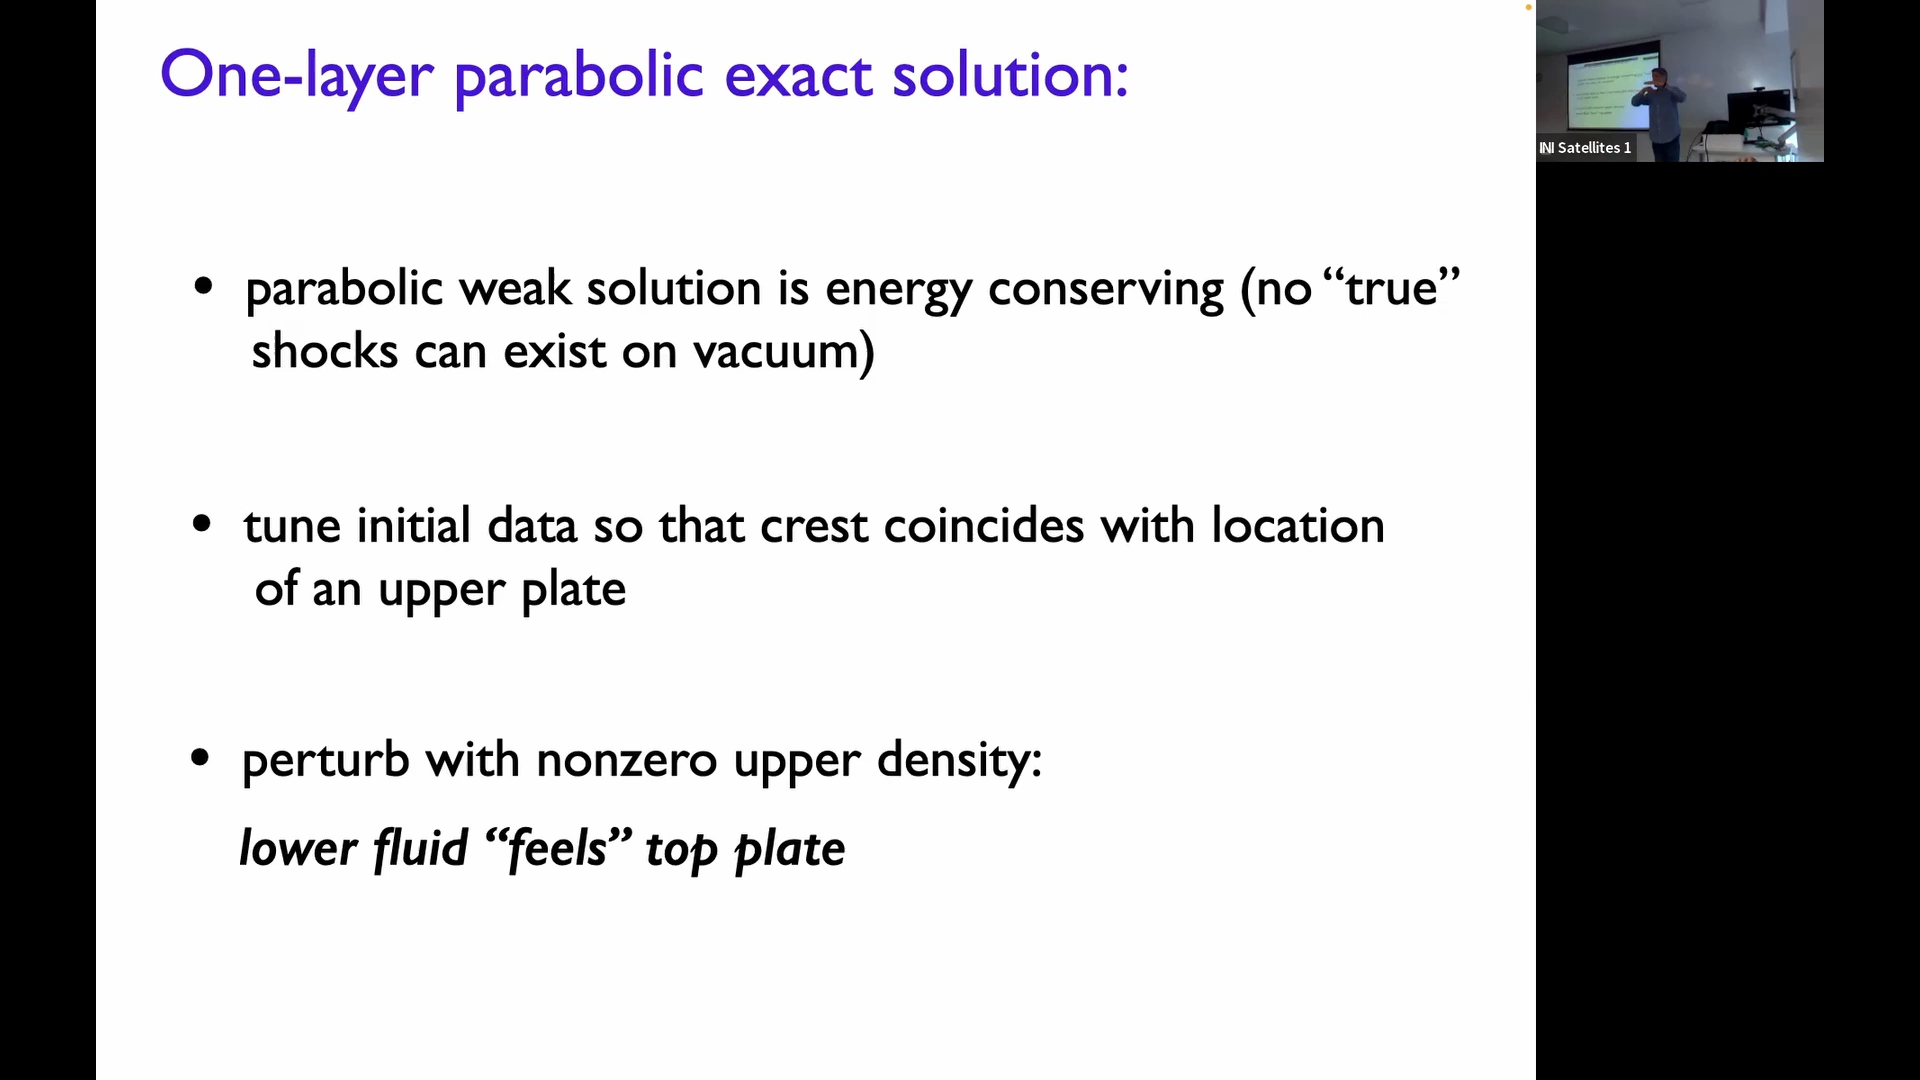 One-layer parabolic exact solution:
• parabolic weak solution is energy conserving (no “true”
shocks can exist on vacuum)
• tune initial data so that crest coincides with location
of an upper plate
• perturb with nonzero upper density:
lower fluid “feels” top plate
INI Satellites 1